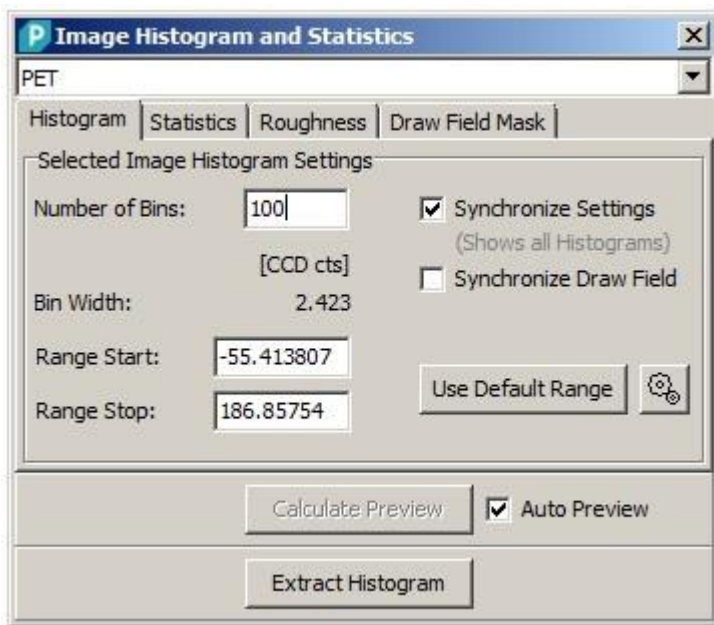 Image Histogram and Statistics
PET
Histogram Statistics Roughness Draw Field Mask
Selected Image Histogram Settings
Number of Bins: 100 Synchronize Settings
(Shows all Histograms)
[CCD cts] Synchronize Draw Field
Bin Width: 2.423
Range Start: -55.413807
Use Default Range
Range Stop: 186.85754
Calculate Preview Auto Preview
Extract Histogram